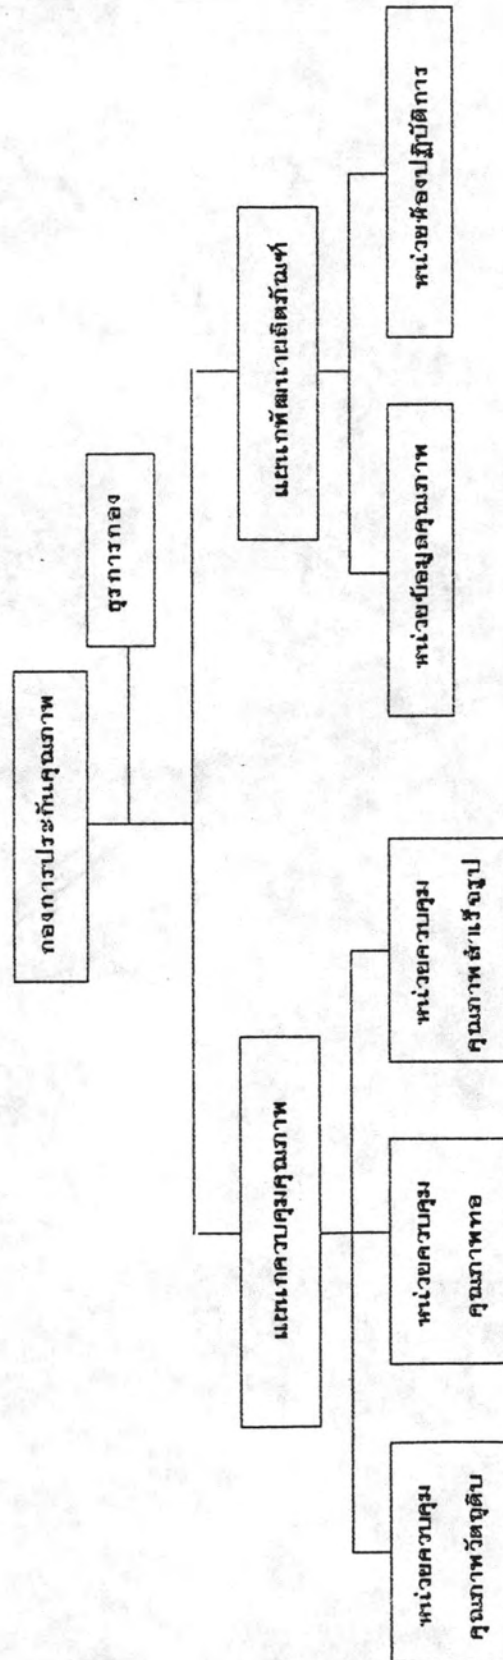 กองการประกันคุณภาพ
ธุรการกอง
แผนกควบคุมคุณภาพ
แผนกพัฒนาผลิตภัณฑ์
หน่วยควบคุม
คุณภาพวัตถุดิบ
หน่วยควบคุม
คุณภาพทอ
หน่วยควบคุม
คุณภาพสำเร็จรูป
หน่วยข้อมูลคุณภาพ
หน่วยห้องปฏิบัติการ